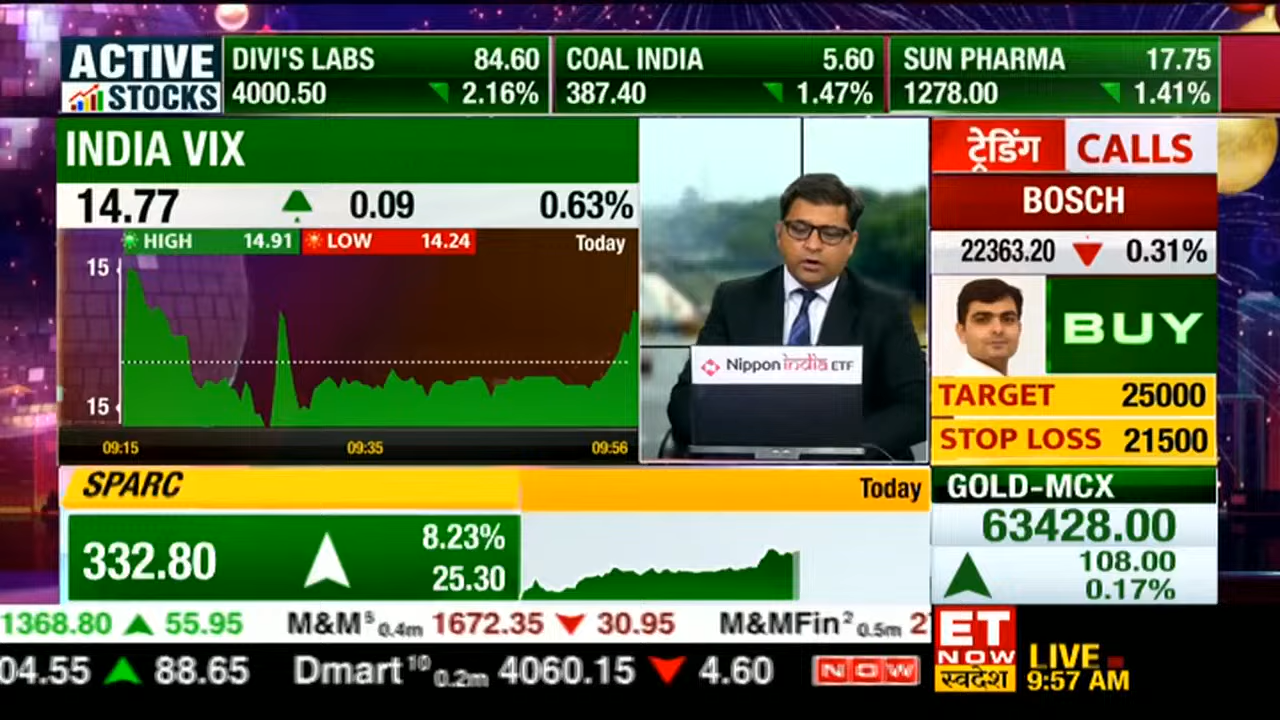 ACTIVE
STOCKS
DIVI'S LABS 84.60
4000.50 2.16%
COAL INDIA 5.60
387.40 1.47%
SUN PHARMA 17.75
1278.00 1.41%
INDIA VIX
14.77 0.09 0.63%
HIGH 14.91 LOW 14.24 Today
15
15
09:15 09:35 09:56
Nippon india ETF
ट्रेडिंग CALLS
BOSCH
22363.20 0.31%
BUY
TARGET 25000
STOP LOSS 21500
SPARC Today
332.80 8.23%
25.30
GOLD-MCX
63428.00
108.00
0.17%
1368.80 55.95 M&M 5 0.4m 1672.35 30.95 M&MFin 2 0.5m 2
04.55 88.65 Dmart 10 0.2m 4060.15 4.60 NOW
ET
NOW
स्वदेश
LIVE
9:57 AM